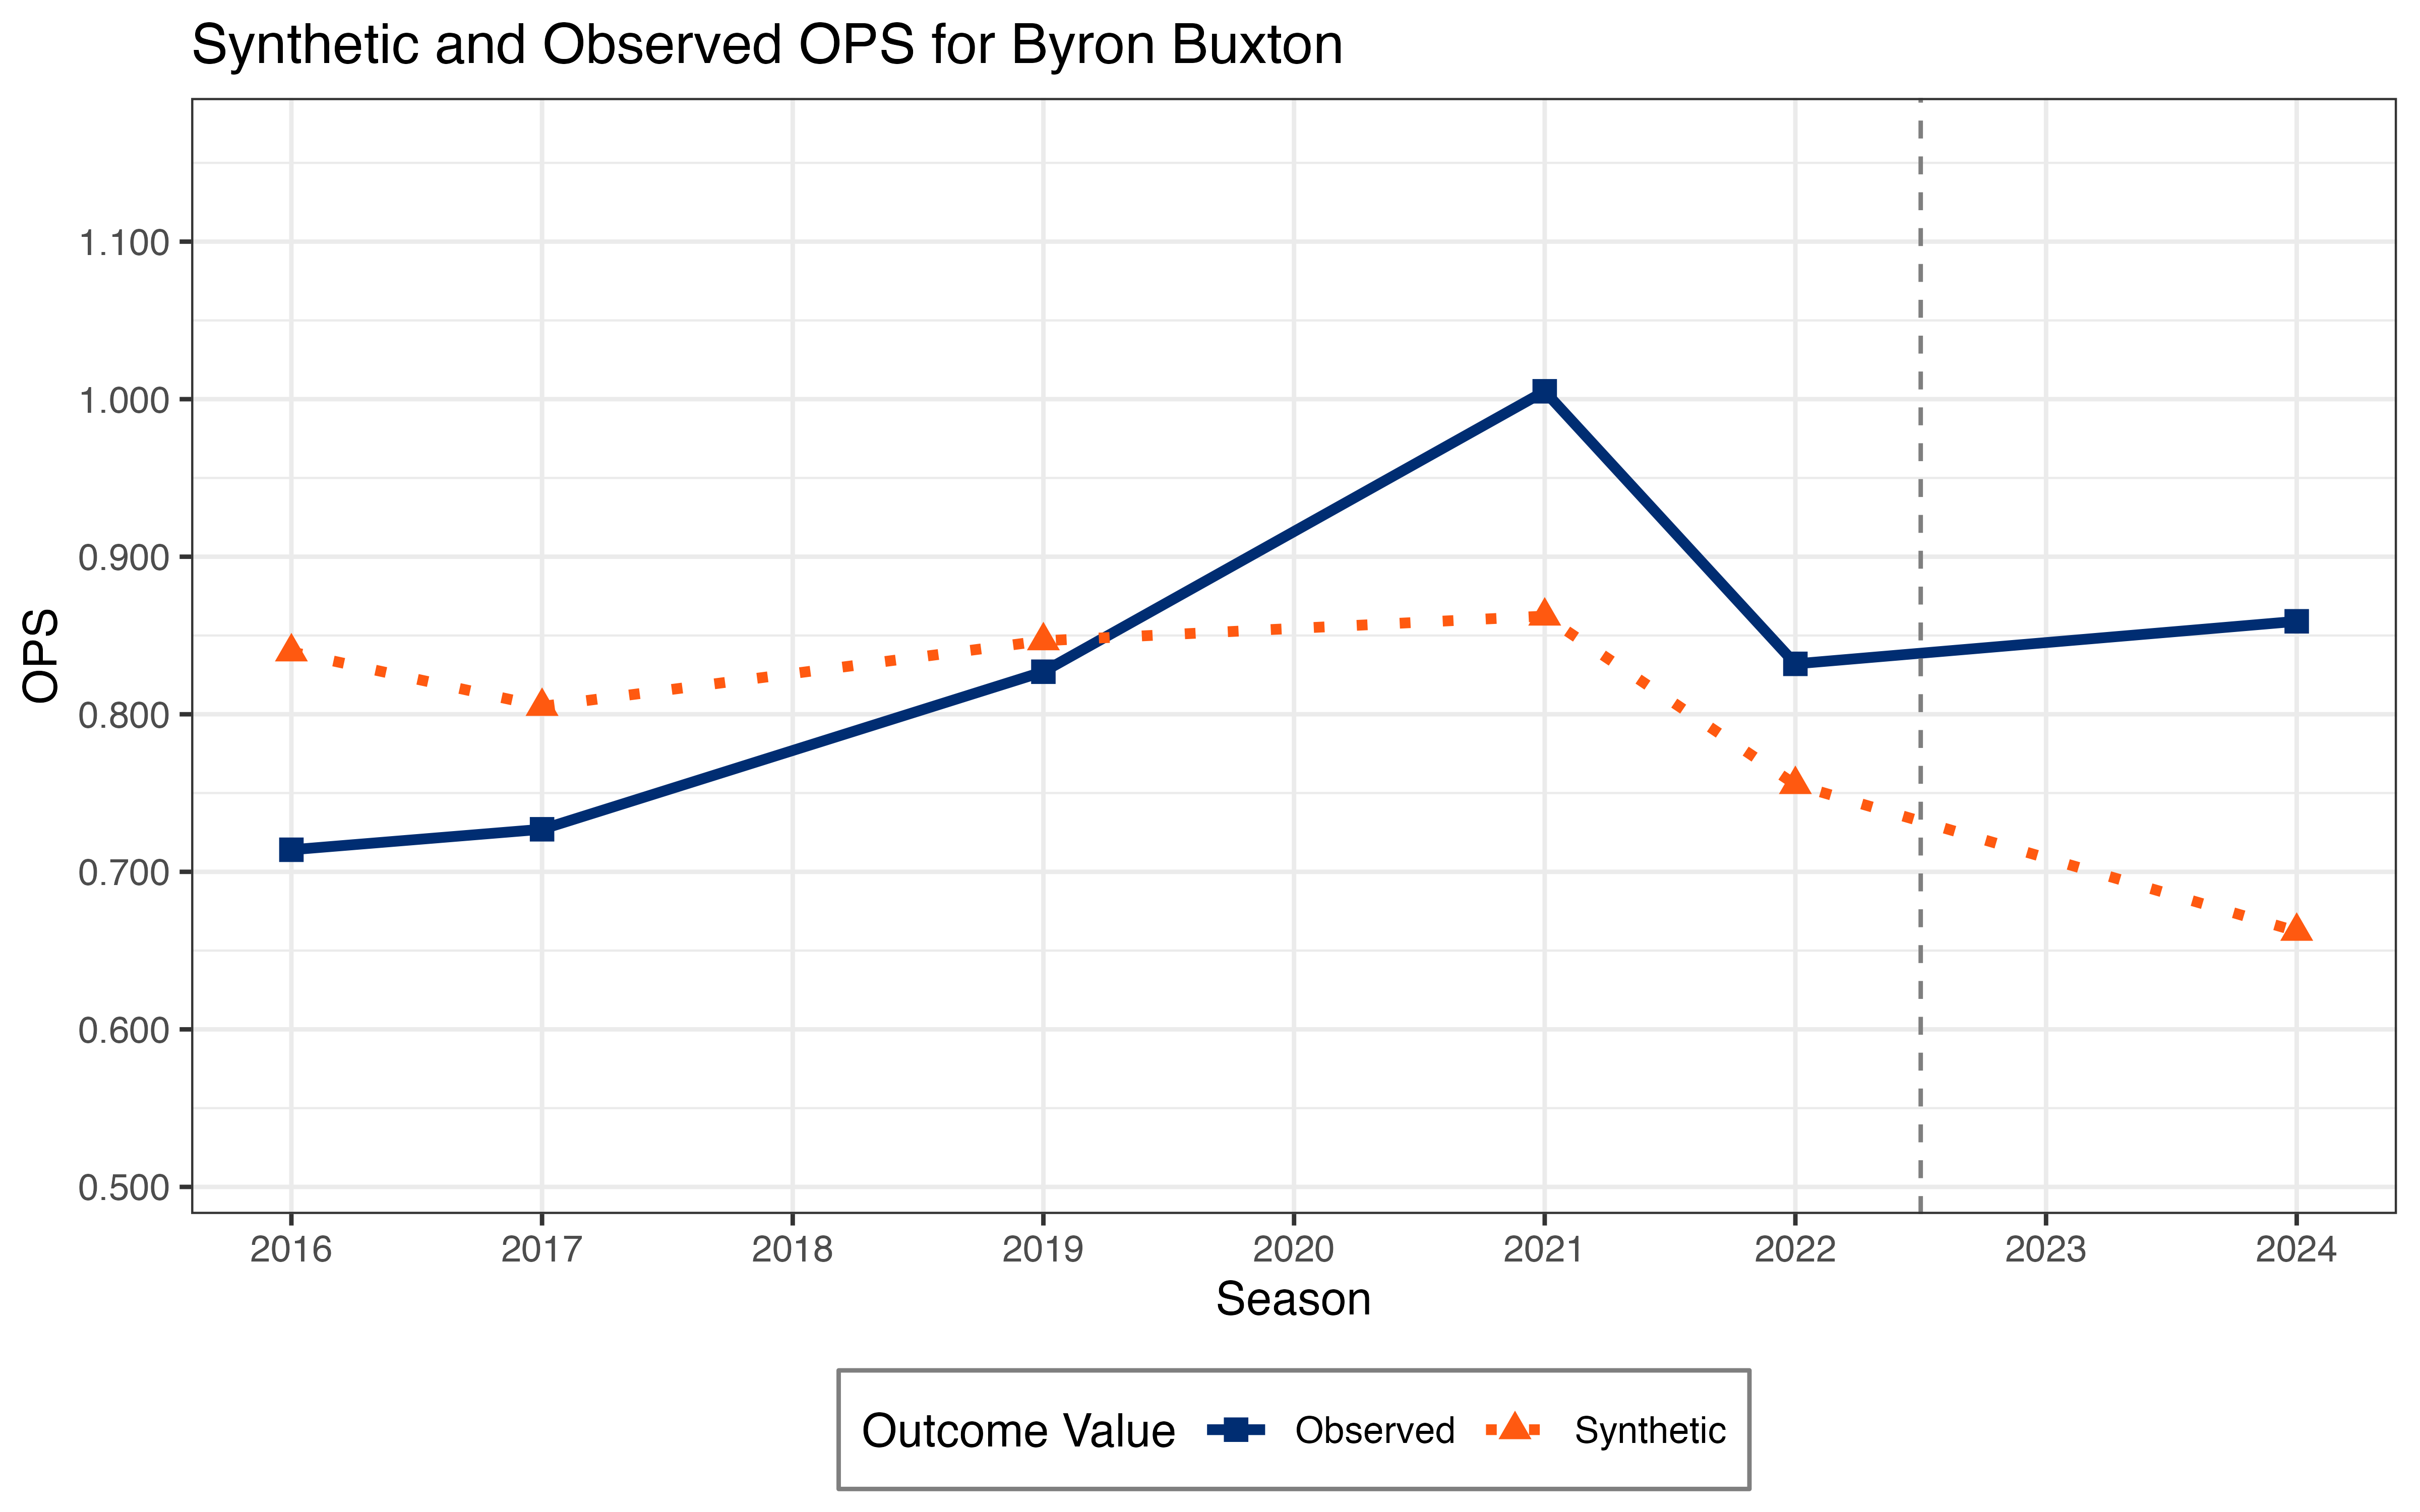 Synthetic and Observed OPS for Byron Buxton
OPS
1.100
1.000
0.900
0.800
0.700
0.600
0.500
2016 2017 2018 2019 2020 2021 2022 2023 2024
Season
Outcome Value Observed Synthetic